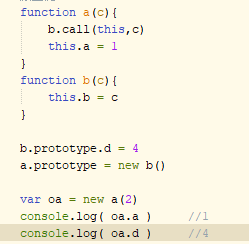 function a(c){
b.call(this,c)
this.a = 1
}
function b(c){
this.b = c
}
b.prototype.d = 4
a.prototype = new b()
var oa = new a(2)
console.log( oa.a ) //1
console.log( oa.d ) //4